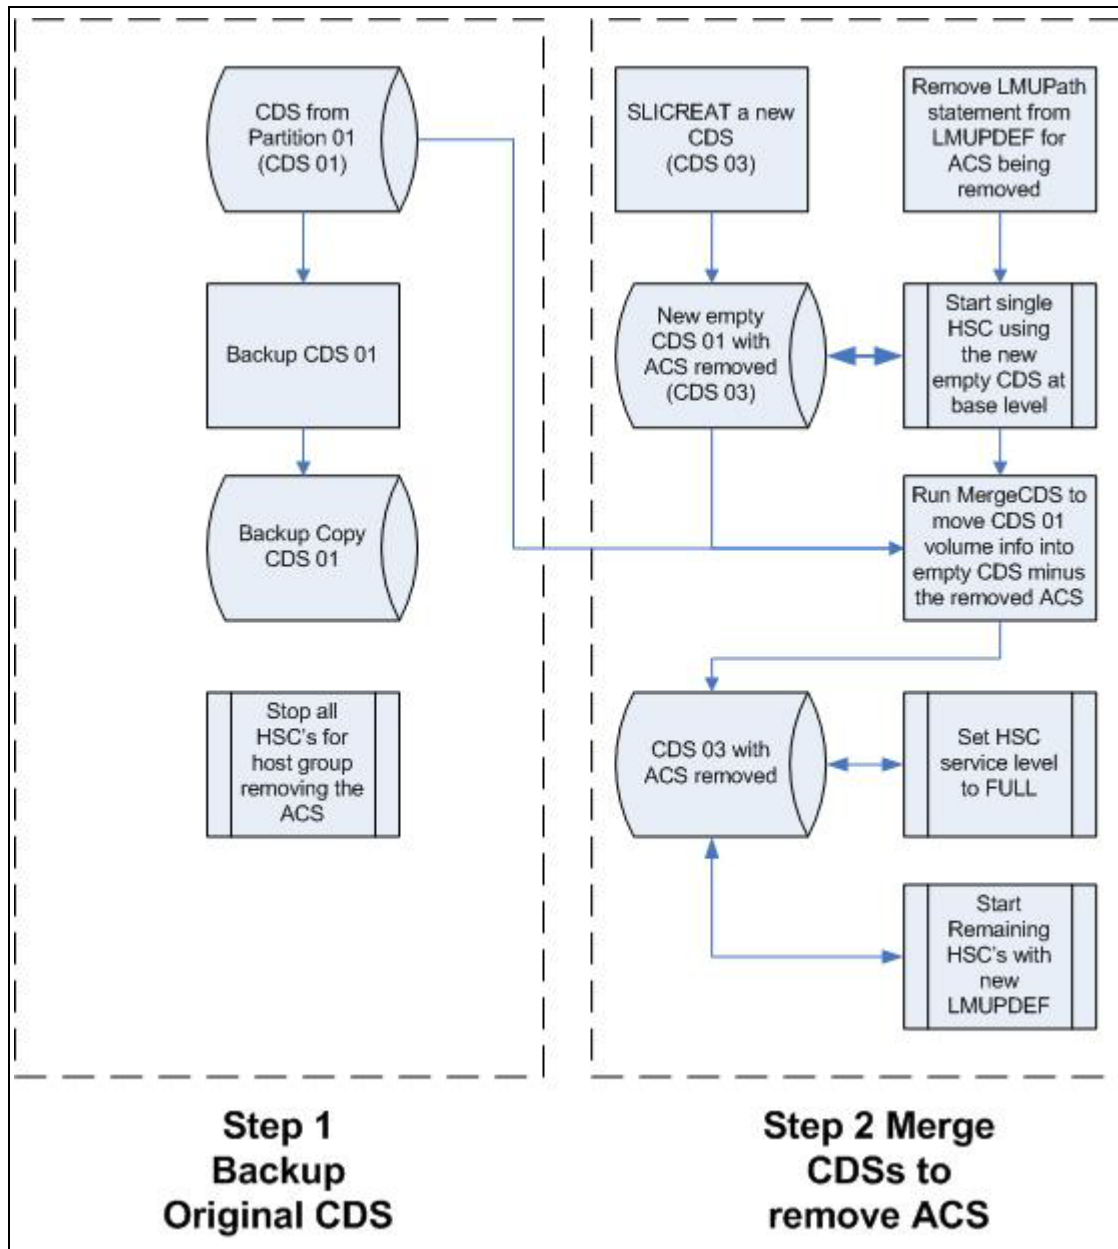 CDS from
Partition 01
(CDS 01)
Backup CDS 01
Backup Copy
CDS 01
Stop all
HSC's for
host group
removing the
ACS
Step 1
Backup
Original CDS
SLICREAT a new
CDS
(CDS 03)
Remove LMUPath
statement from
LMUPDEF for
ACS being
removed
New empty
CDS 01 with
ACS removed
(CDS 03)
Start single
HSC using
the new
empty CDS at
base level
Run MergeCDS to
move CDS 01
volume info into
empty CDS minus
the removed ACS
CDS 03 with
ACS removed
Set HSC
service level
to FULL
Start
Remaining
HSC's with
new
LMUPDEF
Step 2 Merge
CDSs to
remove ACS